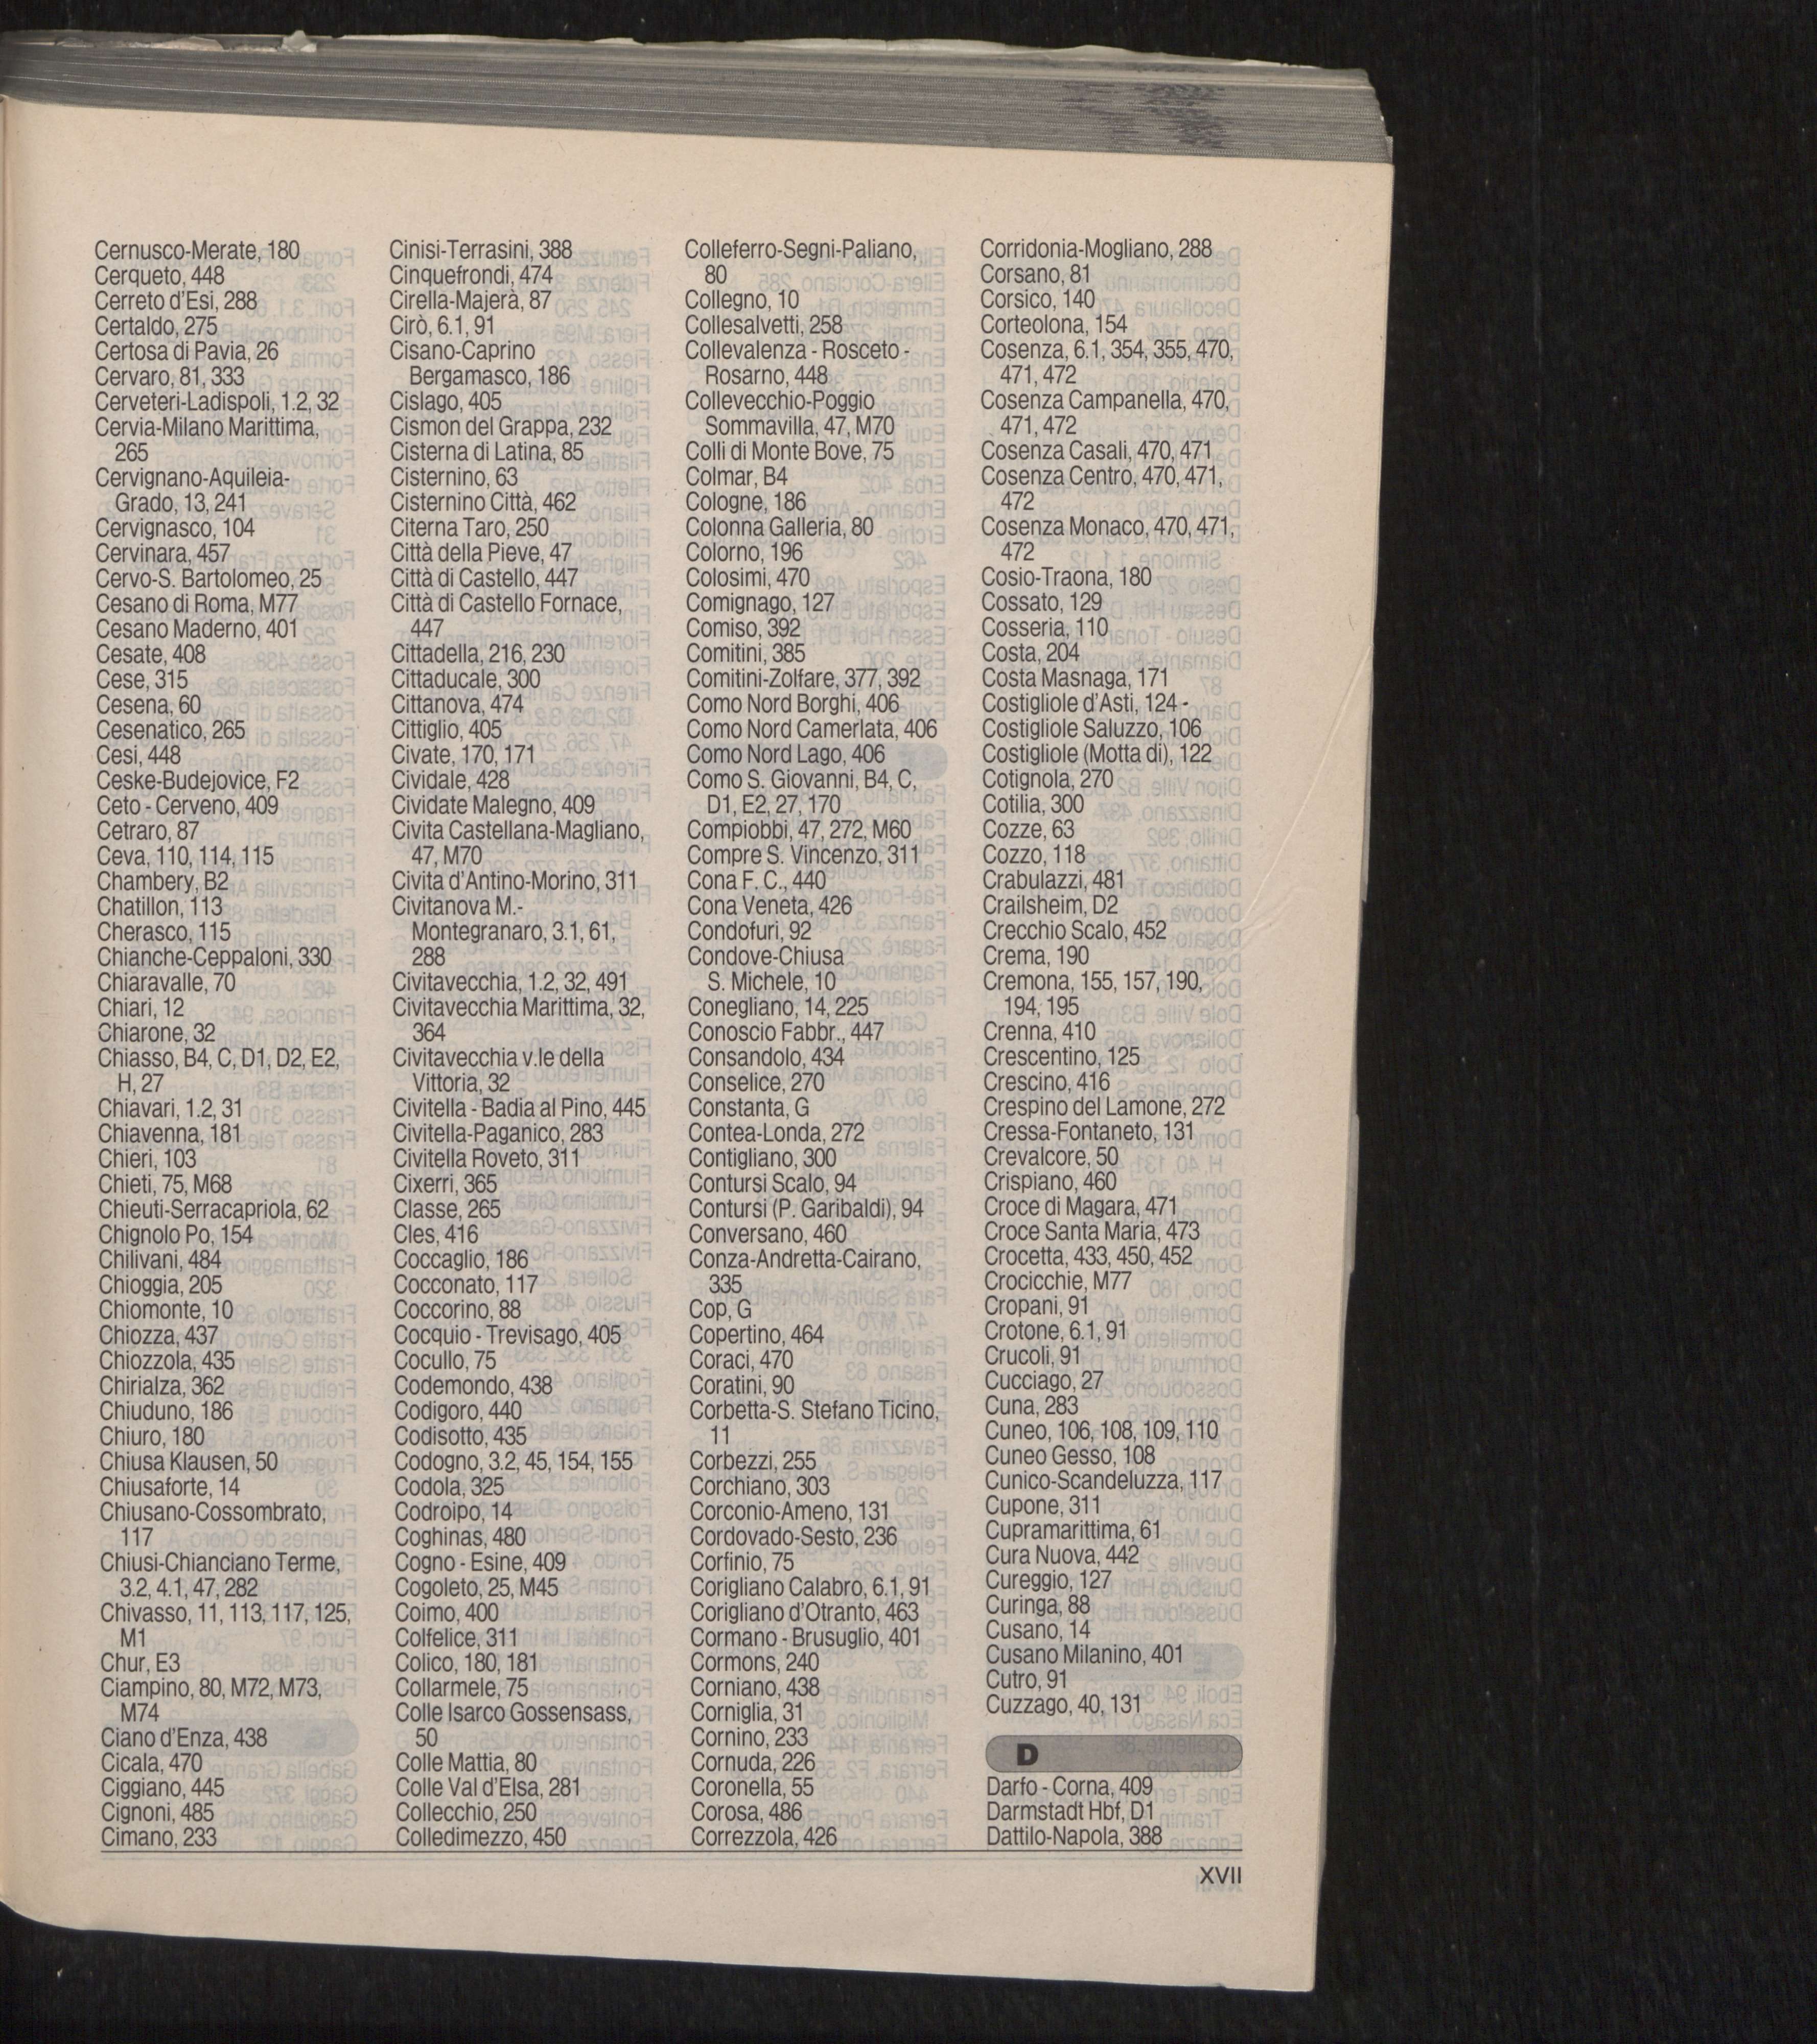 Cernusco-Merate, 180
Cerqueto, 448
Cerreto d'Esi, 288
Certaldo, 275
Certosa di Pavia, 26
Cervaro, 81, 333
Cerveteri-Ladispoli, 1.2, 32
Cervia-Milano Marittima,
265
Cervignano-Aquileia-
Grado, 13, 241
Cervignasco, 104
Cervinara, 457
Cervo-S. Bartolomeo, 25
Cesano di Roma, M77
Cesano Maderno, 401
Cesate, 408
Cese, 315
Cesena, 60
Cesenatico, 265
Cesi, 448
Ceske-Budejovice, F2
Ceto - Cerveno, 409
Cetraro, 87
Ceva, 110, 114, 115
Chambery, B2
Chatillon, 113
Cherasco, 115
Chianche-Ceppaloni, 330
Chiaravalle, 70
Chiari, 12
Chiarone, 32
Chiasso, B4, C, D1, D2, E2,
H, 27
Chiavari, 1.2, 31
Chiavenna, 181
Chieri, 103
Chieti, 75, M68
Chieuti-Serracapriola, 62
Chignolo Po, 154
Chilivani, 484
Chioggia, 205
Chiomonte, 10
Chiozza, 437
Chiozzola, 435
Chirialza, 362
Chiuduno, 186
Chiuro, 180
Chiusa Klausen, 50
Chiusaforte, 14
Chiusano-Cossombrato,
117
Chiusi-Chianciano Terme,
3.2, 4.1, 47, 282
Chivasso, 11, 113, 117, 125,
M1
Chur, E3
Ciampino, 80, M72, M73,
M74
Ciano d'Enza, 438
Cicala, 470
Ciggiano, 445
Cignoni, 485
Cimano, 233
Cinisi-Terrasini, 388
Cinquefrondi, 474
Cirella-Majerà, 87
Cirò, 6.1, 91
Cisano-Caprino
Bergamasco, 186
Cislago, 405
Cismon del Grappa, 232
Cisterna di Latina, 85
Cisternino, 63
Cisternino Città, 462
Citerna Taro, 250
Città della Pieve, 47
Città di Castello, 447
Città di Castello Fornace,
447
Cittadella, 216, 230
Cittaducale, 300
Cittanova, 474
Cittiglio, 405
Civate, 170, 171
Cividale, 428
Cividate Malegno, 409
Civita Castellana-Magliano,
47, M70
Civita d'Antino-Morino, 311
Civitanova M.-
Montegranaro, 3.1, 61,
288
Civitavecchia, 1.2, 32, 491
Civitavecchia Marittima, 32,
364
Civitavecchia v.le della
Vittoria, 32
Civitella - Badia al Pino, 445
Civitella-Paganico, 283
Civitella Roveto, 311
Cixerri, 365
Classe, 265
Cles, 416
Coccaglio, 186
Cocconato, 117
Coccorino, 88
Cocquio - Trevisago, 405
Cocullo, 75
Codemondo, 438
Codigoro, 440
Codisotto, 435
Codogno, 3.2, 45, 154, 155
Codola, 325
Codroipo, 14
Coghinas, 480
Cogno - Esine, 409
Cogoleto, 25, M45
Coimo, 400
Colfelice, 311
Colico, 180, 181
Collarmele, 75
Colle Isarco Gossensass,
50
Colle Mattia, 80
Colle Val d'Elsa, 281
Collecchio, 250
Colledimezzo, 450
Colleferro-Segni-Paliano,
80
Collegno, 10
Collesalvetti, 258
Collevalenza - Rosceto -
Rosarno, 448
Collevecchio-Poggio
Sommavilla, 47, M70
Colli di Monte Bove, 75
Colmar, B4
Cologne, 186
Colonna Galleria, 80
Colorno, 196
Colosimi, 470
Comignago, 127
Comiso, 392
Comitini, 385
Comitini-Zolfare, 377, 392
Como Nord Borghi, 406
Como Nord Camerlata, 406
Como Nord Lago, 406
Como S. Giovanni, B4, C,
D1, E2, 27, 170
Compiobbi, 47, 272, M60
Compre S. Vincenzo, 311
Cona F. C., 440
Cona Veneta, 426
Condofuri, 92
Condove-Chiusa
S. Michele, 10
Conegliano, 14, 225
Conoscio Fabbr., 447
Consandolo, 434
Conselice, 270
Constanta, G
Contea-Londa, 272
Contigliano, 300
Contursi Scalo, 94
Contursi (P. Garibaldi), 94
Conversano, 460
Conza-Andretta-Cairano,
335
Cop, G
Copertino, 464
Coraci, 470
Coratini, 90
Corbetta-S. Stefano Ticino,
11
Corbezzi, 255
Corchiano, 303
Corconio-Ameno, 131
Cordovado-Sesto, 236
Corfinio, 75
Corigliano Calabro, 6.1, 91
Corigliano d'Otranto, 463
Cormano - Brusuglio, 401
Cormons, 240
Corniano, 438
Corniglia, 31
Cornino, 233
Cornuda, 226
Coronella, 55
Corosa, 486
Correzzola, 426
Corridonia-Mogliano, 288
Corsano, 81
Corsico, 140
Corteolona, 154
Cosenza, 6.1, 354, 355, 470,
471, 472
Cosenza Campanella, 470,
471, 472
Cosenza Casali, 470, 471
Cosenza Centro, 470, 471,
472
Cosenza Monaco, 470, 471,
472
Cosio-Traona, 180
Cossato, 129
Cosseria, 110
Costa, 204
Costa Masnaga, 171
Costigliole d'Asti, 124 -
Costigliole Saluzzo, 106
Costigliole (Motta di), 122
Cotignola, 270
Cotilia, 300
Cozze, 63
Cozzo, 118
Crabulazzi, 481
Crailsheim, D2
Crecchio Scalo, 452
Crema, 190
Cremona, 155, 157, 190,
194, 195
Crenna, 410
Crescentino, 125
Crescino, 416
Crespino del Lamone, 272
Cressa-Fontaneto, 131
Crevalcore, 50
Crispiano, 460
Croce di Magara, 471
Croce Santa Maria, 473
Crocetta, 433, 450, 452
Crocicchie, M77
Cropani, 91
Crotone, 6.1, 91
Crucoli, 91
Cucciago, 27
Cuna, 283
Cuneo, 106, 108, 109, 110
Cuneo Gesso, 108
Cunico-Scandeluzza, 117
Cupone, 311
Cupramarittima, 61
Cura Nuova, 442
Cureggio, 127
Curinga, 88
Cusano, 14
Cusano Milanino, 401
Cutro, 91
Cuzzago, 40, 131
D
Darfo - Corna, 409
Darmstadt Hbf, D1
Dattilo-Napola, 388
XVII